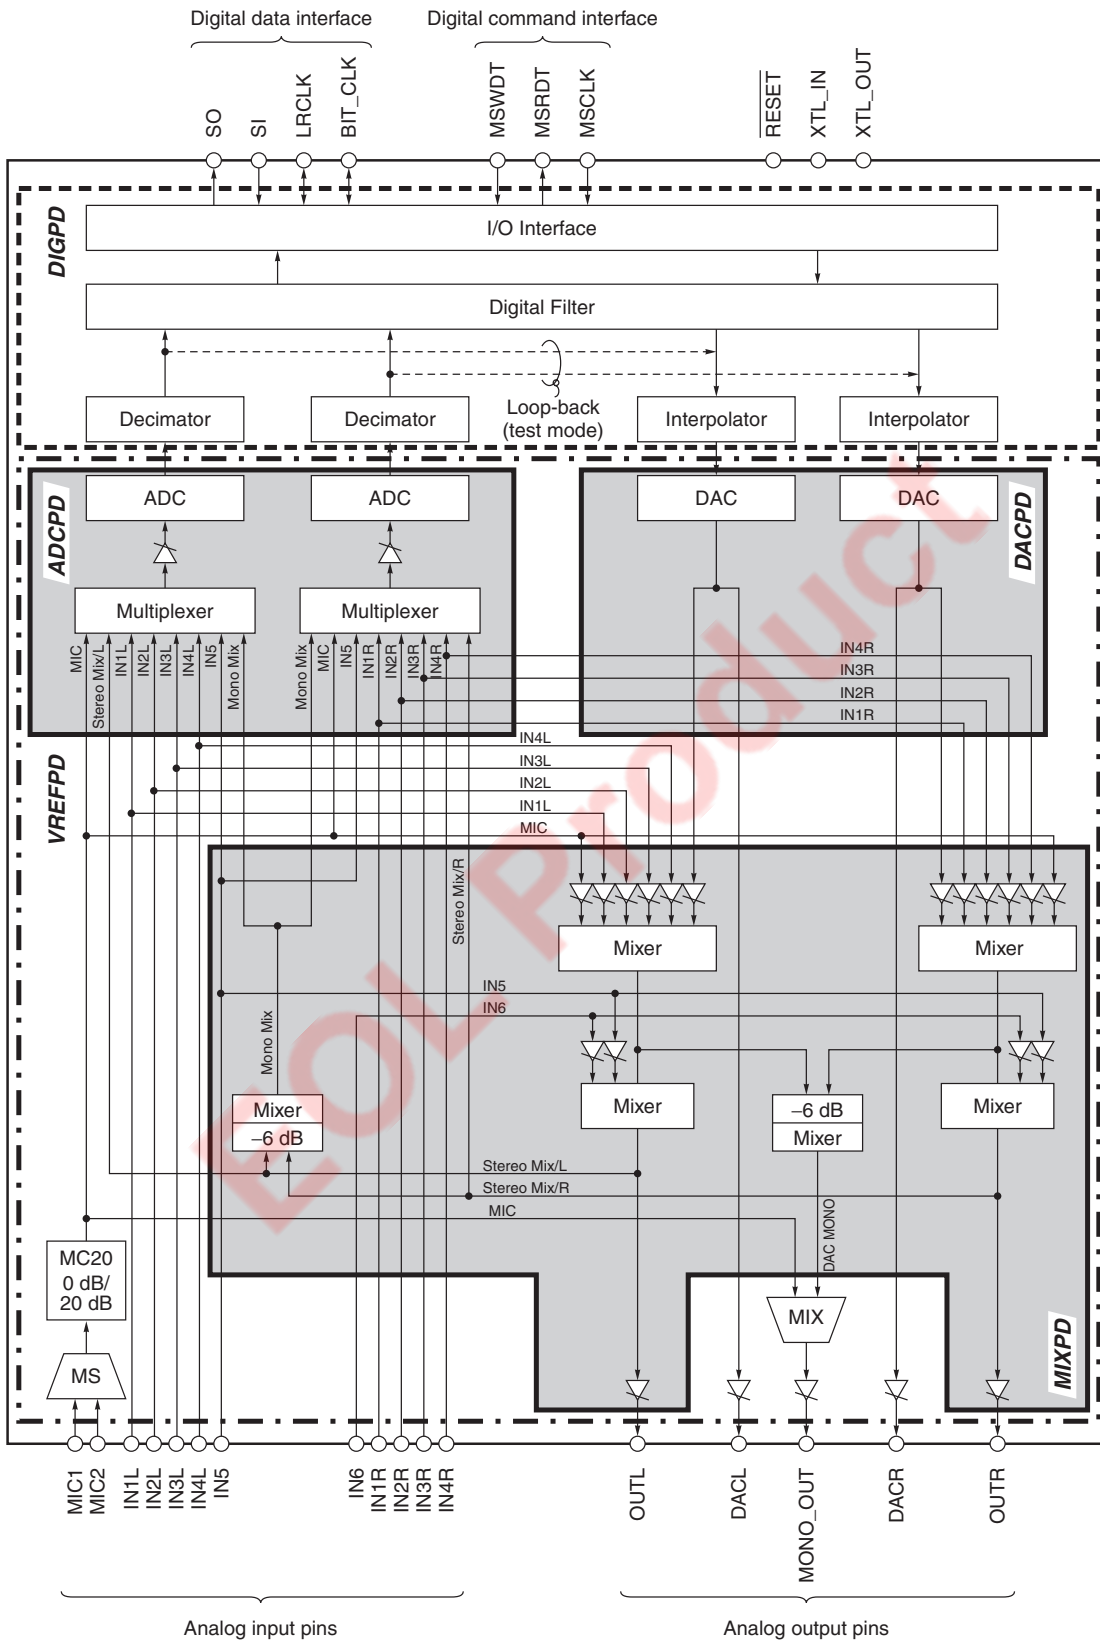 Digital data interface
Digital command interface
SO
SI
LRCLK
BIT_CLK
MSWDT
MSRDT
MSCLK
RESET
XTL_IN
XTL_OUT
DIGPD
I/O Interface
Digital Filter
Loop-back
(test mode)
Decimator
Decimator
Interpolator
Interpolator
ADCPD
ADC
ADC
DAC
DAC
DACPD
Multiplexer
Multiplexer
MIC
Stereo Mix/L
IN1L
IN2L
IN3L
IN4L
IN5
Mono Mix
Mono Mix
MIC
IN5
IN1R
IN2R
IN3R
IN4R
IN4R
IN3R
IN2R
IN1R
VREFPD
IN4L
IN3L
IN2L
IN1L
MIC
Stereo Mix/R
Mixer
Mixer
IN5
IN6
Mono Mix
Mixer
–6 dB
Mixer
–6 dB
Mixer
Mixer
Stereo Mix/L
Stereo Mix/R
MIC
DAC MONO
MC20
0 dB/
20 dB
MS
MIX
MIXPD
EOL Product
MIC1
MIC2
IN1L
IN2L
IN3L
IN4L
IN5
IN6
IN1R
IN2R
IN3R
IN4R
OUTL
DACL
MONO_OUT
DACR
OUTR
Analog input pins
Analog output pins